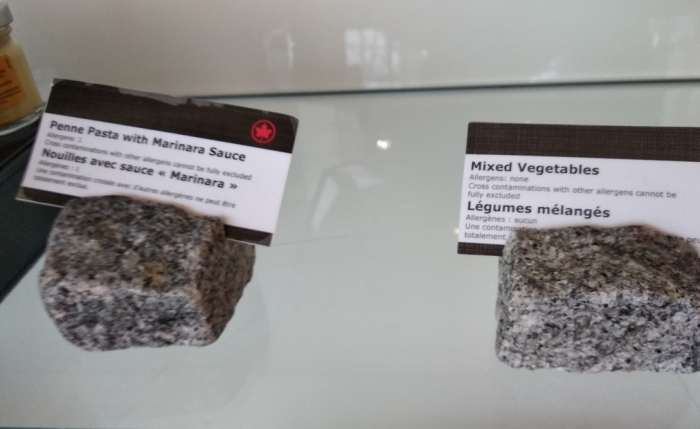 Penne Pasta with Marinara Sauce
Allergens: 1
Cross contaminations with other allergens cannot be fully excluded
Nouilles avec sauce « Marinara »
Allergènes : 1
Une contamination croisée avec d'autres allergènes ne peut être
totalement exclue.
Mixed Vegetables
Allergens: none
Cross contaminations with other allergens cannot be
fully excluded
Légumes mélangés
Allergènes : aucun
Une
totalement